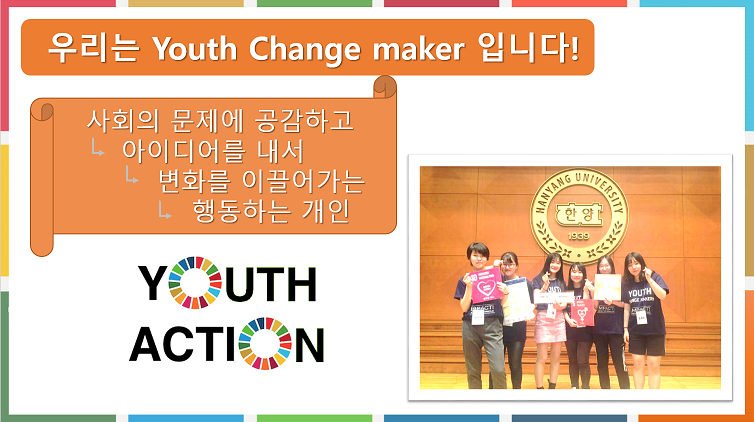 우리는 Youth Change maker 입니다!
사회의 문제에 공감하고
아이디어를 내서
변화를 이끌어가는
행동하는 개인
YOUTH
ACTION
HANYANG UNIVERSITY
한양
1939
YOUTH